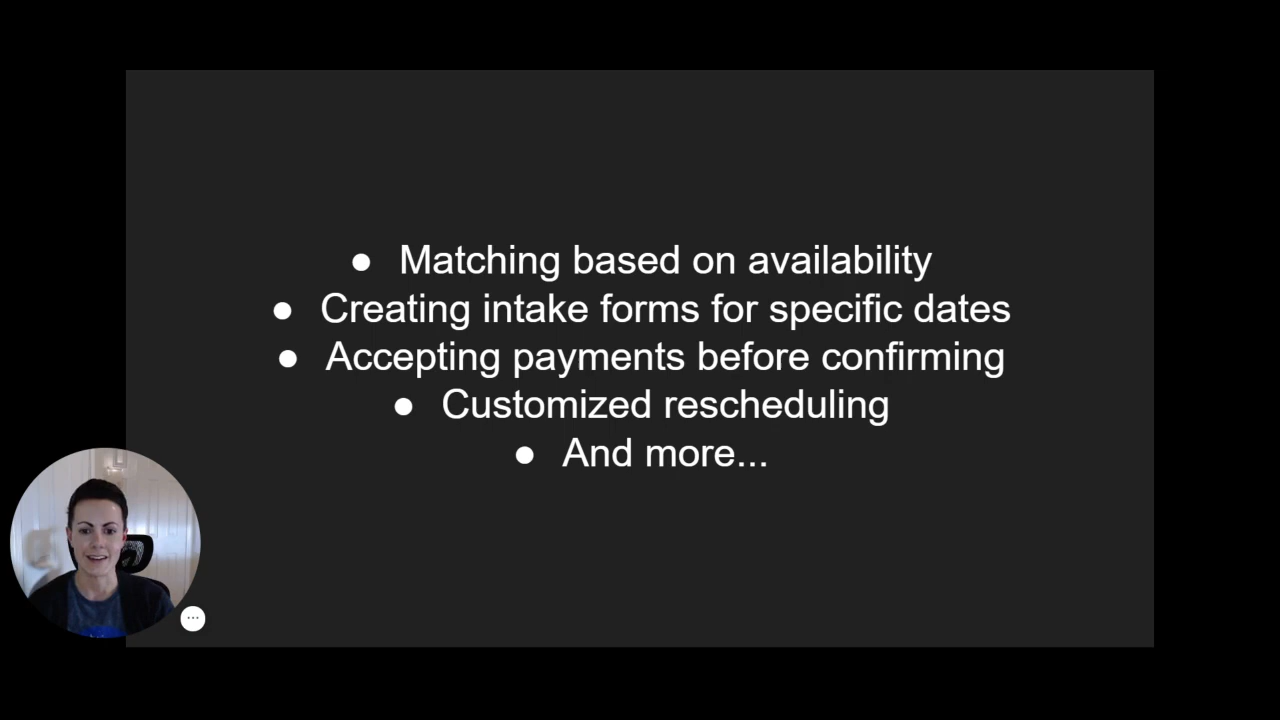 ● Matching based on availability
● Creating intake forms for specific dates
● Accepting payments before confirming
● Customized rescheduling
● And more...